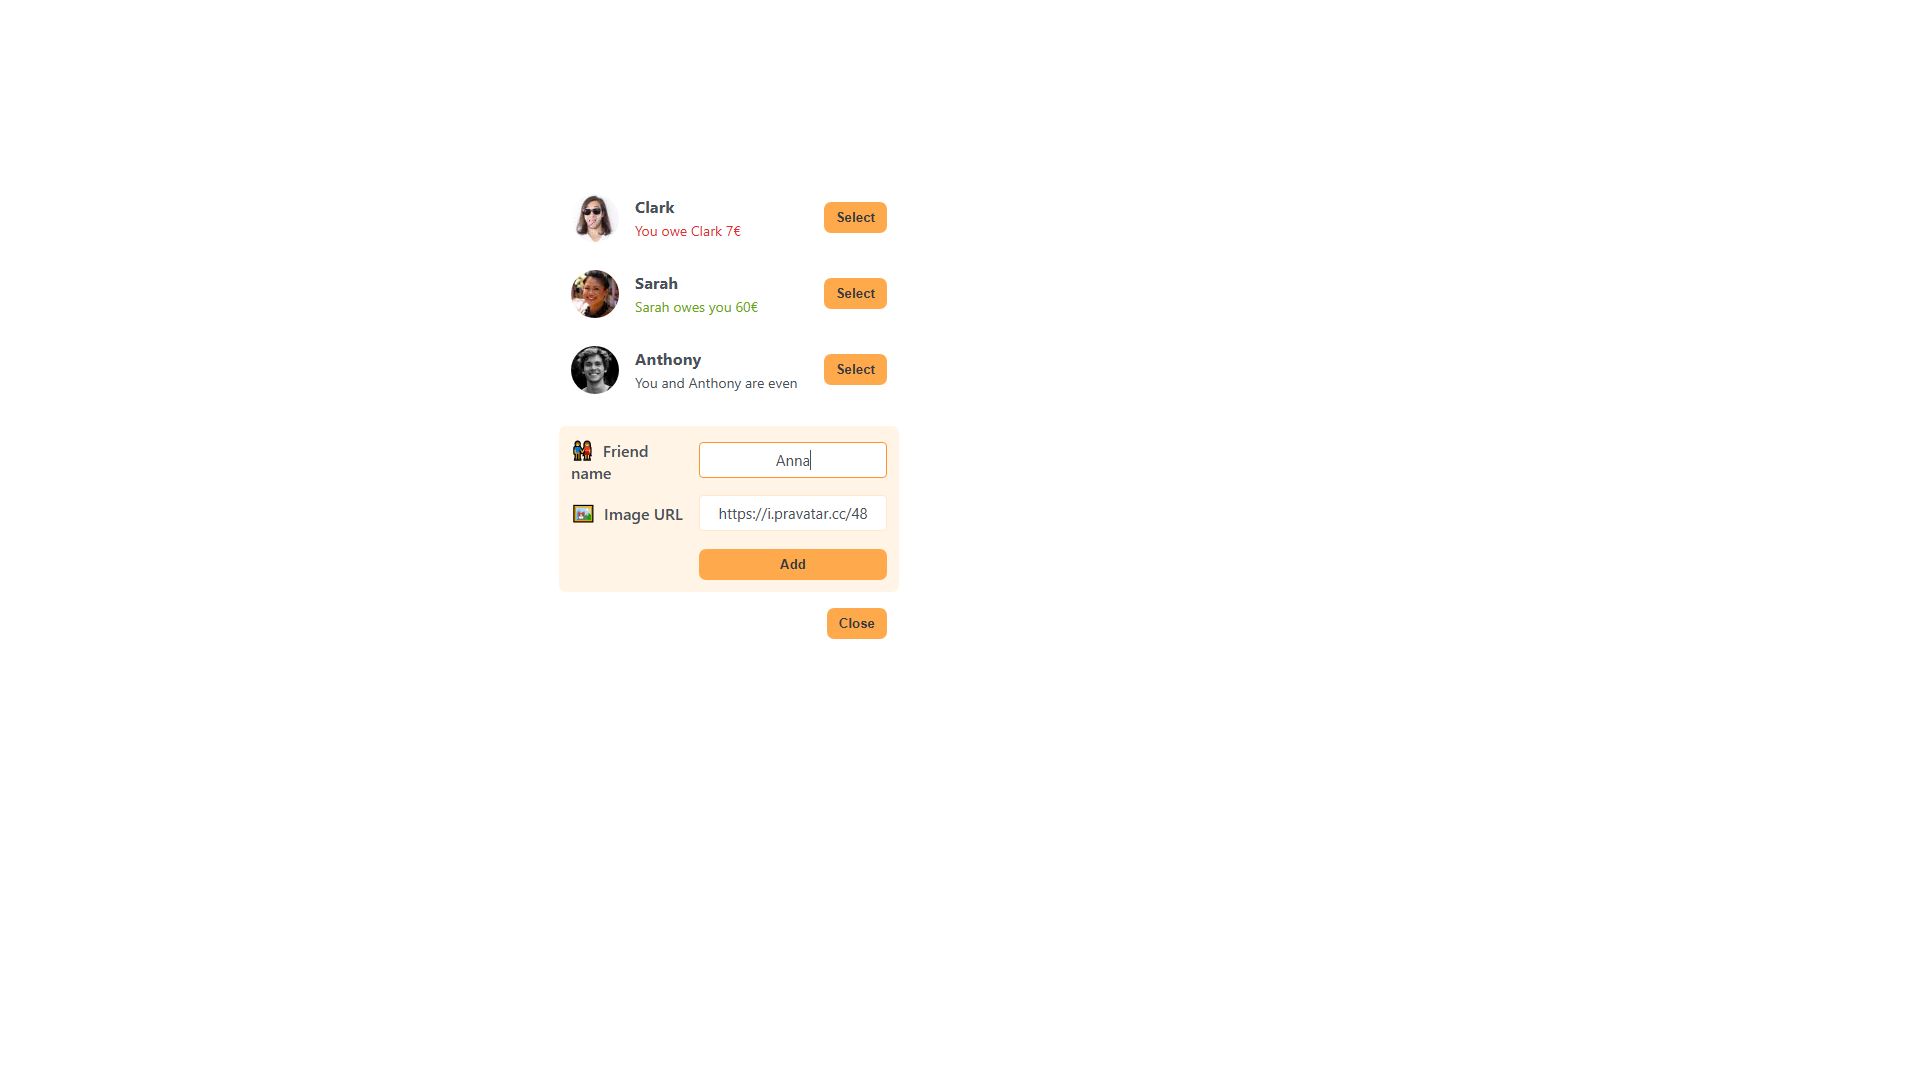 Clark
You owe Clark 7€
Select
Sarah
Sarah owes you 60€
Select
Anthony
You and Anthony are even
Select
Friend
name
Anna
Image URL
https://i.pravatar.cc/48
Add
Close